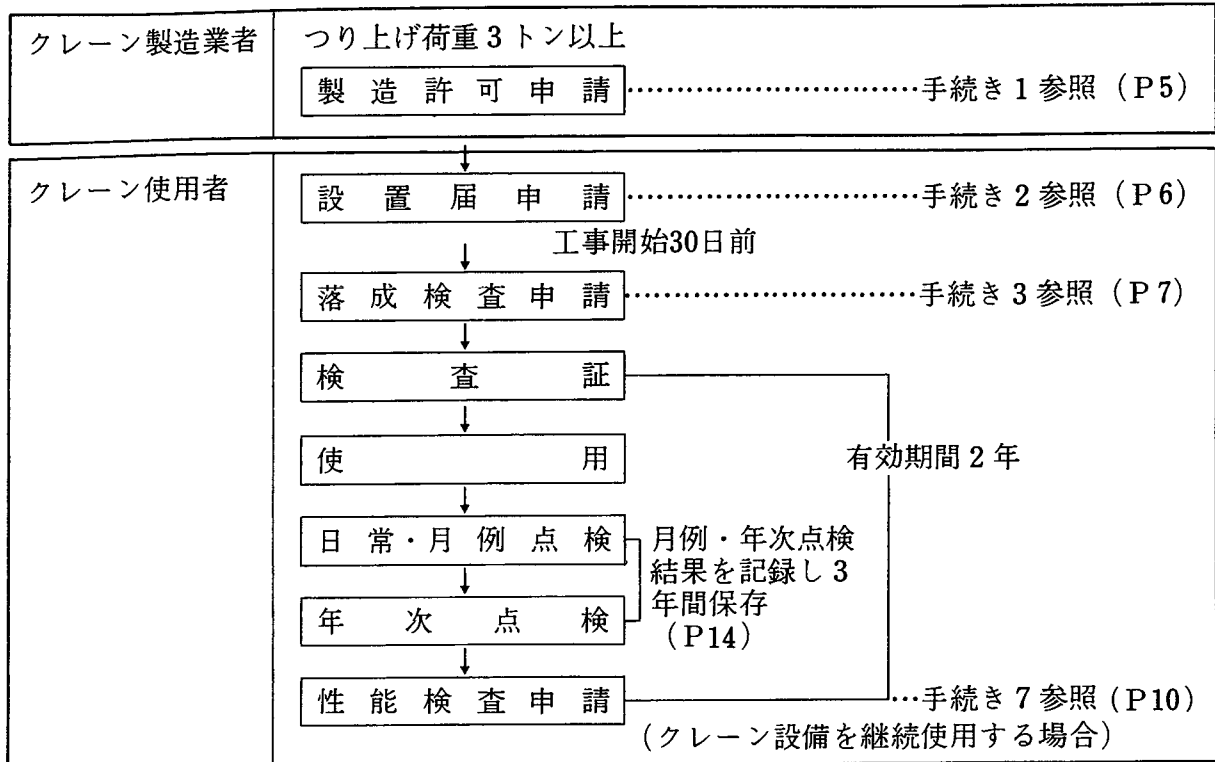 クレーン製造業者
つり上げ荷重3トン以上
製造許可申請…………………………手続き1参照（P5）
クレーン使用者
設置届申請…………………………手続き2参照（P6）
工事開始30日前
落成検査申請…………………………手続き3参照（P7）
検査証
使用
有効期間2年
日常・月例点検
月例・年次点検
結果を記録し3
年間保存
（P14）
年次点検
性能検査申請
…手続き7参照（P10）
（クレーン設備を継続使用する場合）